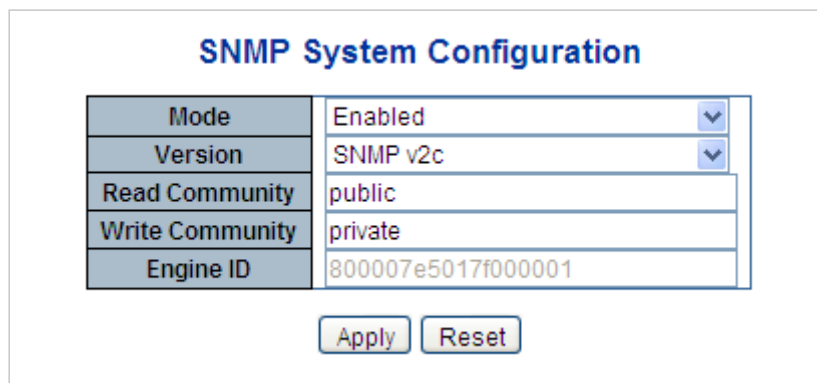 SNMP System Configuration
Mode Enabled
Version SNMP v2c
Read Community public
Write Community private
Engine ID 800007e5017f000001
Apply Reset